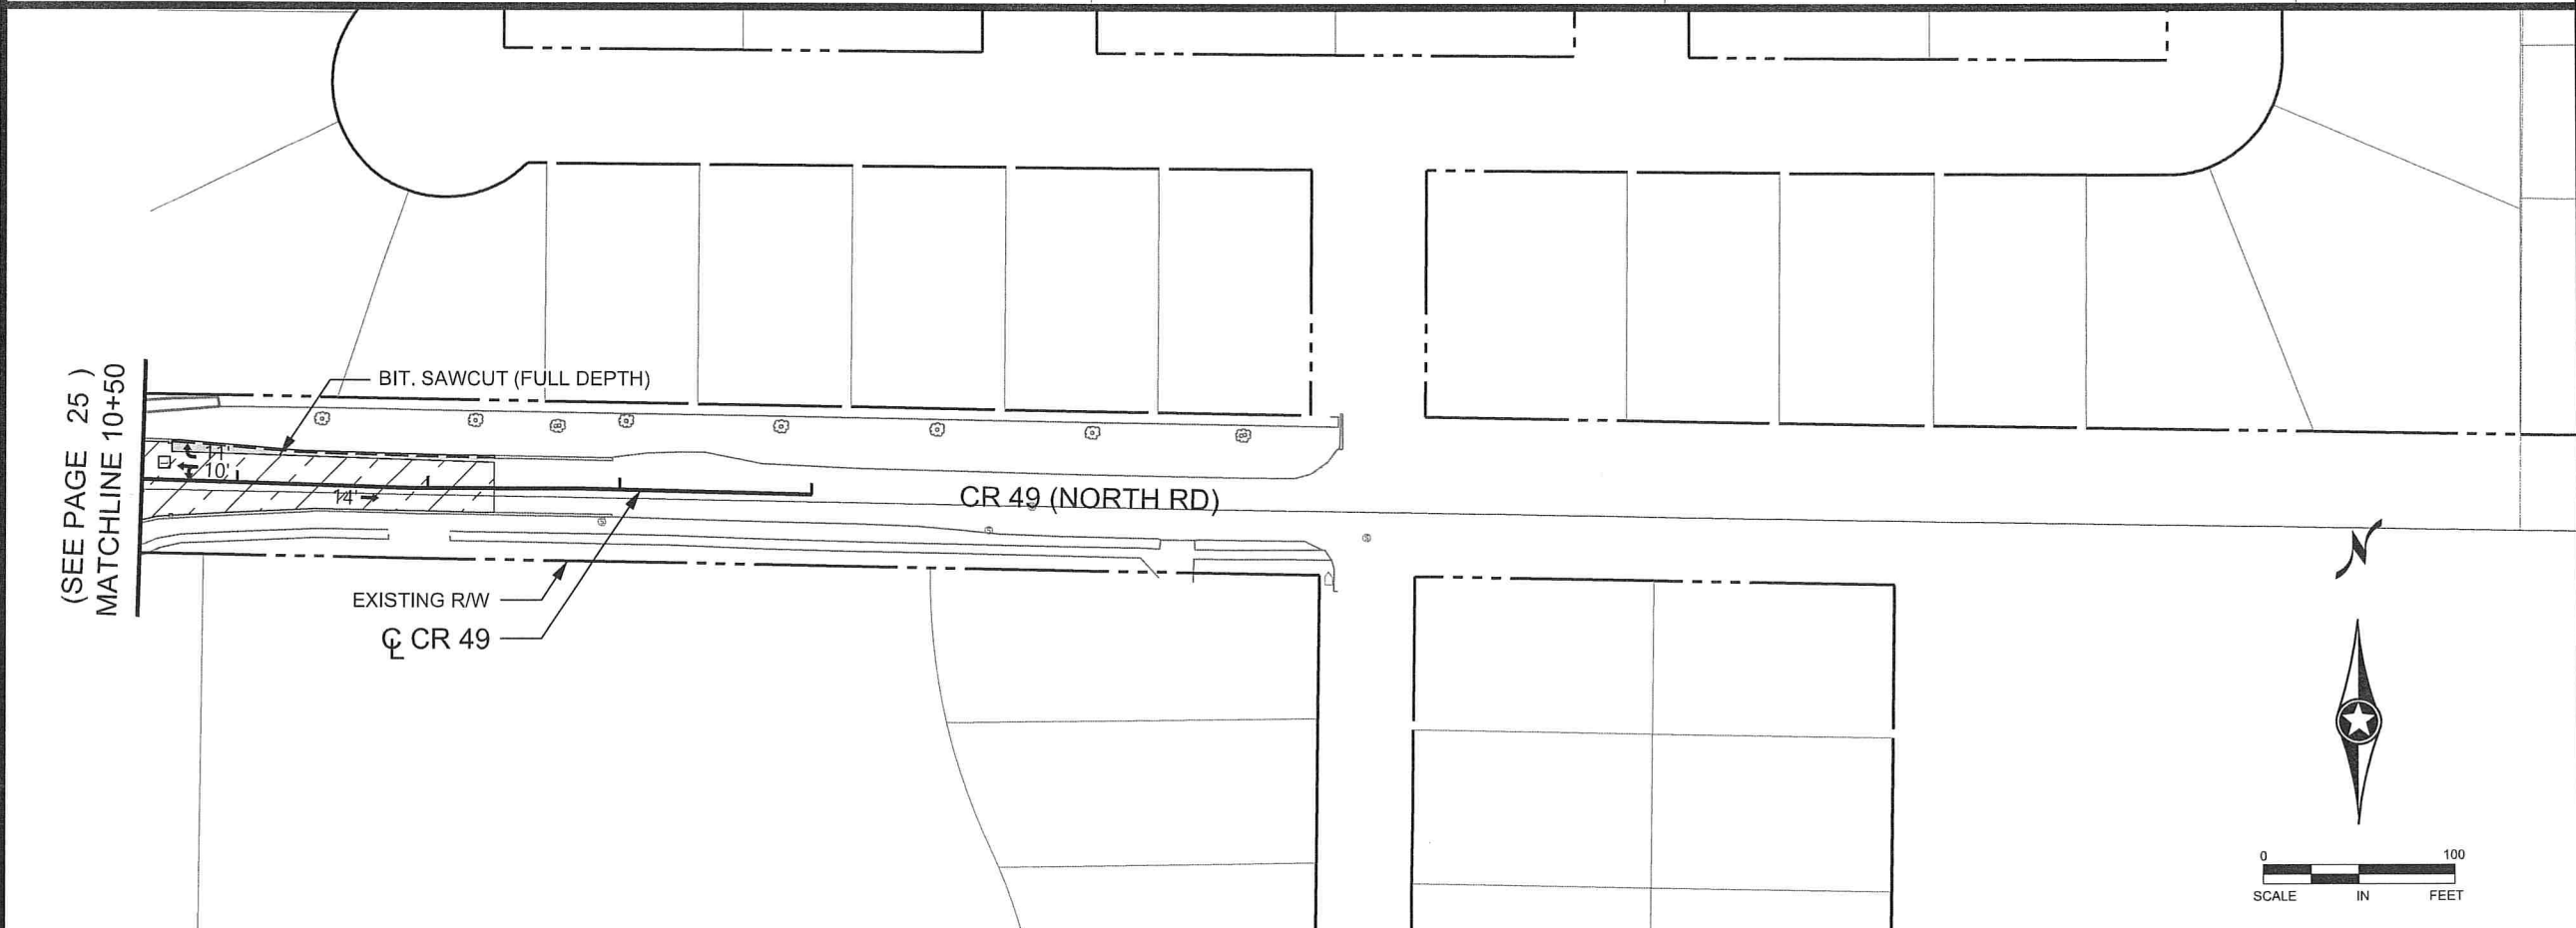 (SEE PAGE 25 )
MATCHLINE 10+50
BIT. SAWCUT (FULL DEPTH)
11'
10'
14'
CR 49 (NORTH RD)
EXISTING R/W
℄ CR 49
N
0 100
SCALE IN FEET